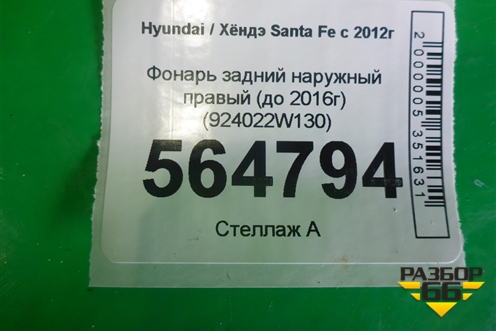 Hyundai / Хёндэ Santa Fe с 2012г
Фонарь задний наружный
правый (до 2016г)
(924022W130)
564794
Стеллаж А
2000005351631
РАЗБОР
66